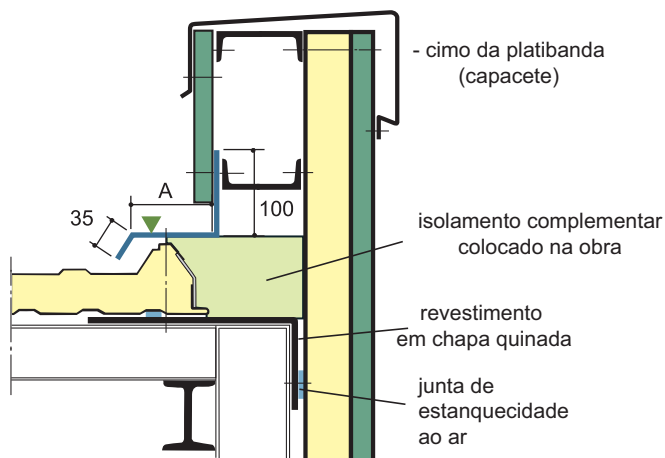 - cimo da platibanda
(capacete)
A
35
100
isolamento complementar
colocado na obra
revestimento
em chapa quinada
junta de
estanquecidade
ao ar